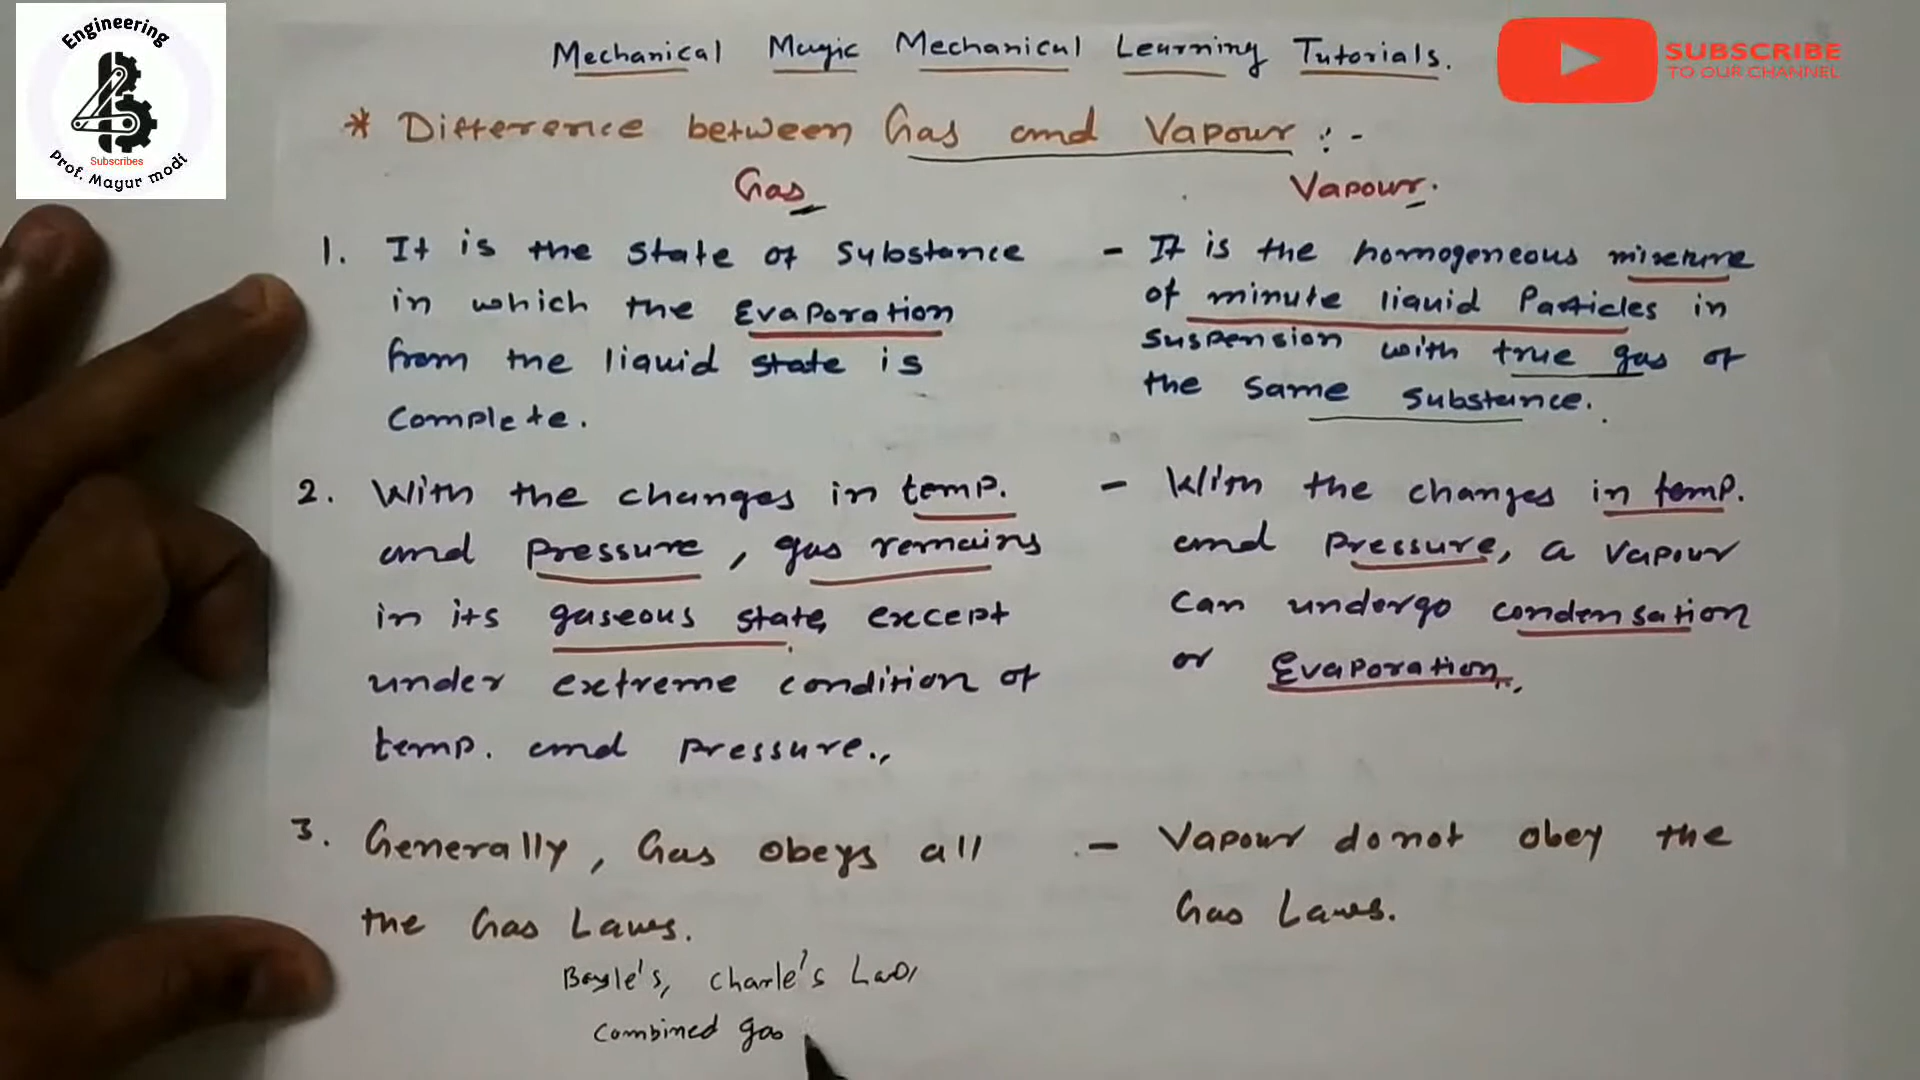 Engineering
Subscribes
Prof. Mayur modi
SUBSCRIBE
TO OUR CHANNEL
Mechanical Magic Mechanical Learning Tutorials.
* Difference between Gas and Vapour :-
Gas
Vapour.
1. It is the state of substance
in which the Evaporation
from the liquid state is
complete.
- It is the homogeneous mixture
of minute liquid Particles in
suspension with true gas of
the same substance.
2. With the changes in temp.
and pressure, gas remains
in its gaseous state, except
under extreme condition of
temp. and pressure.,
- With the changes in temp.
and pressure, a vapour
can undergo condensation
or Evaporation.
3. Generally, Gas obeys all
the Gas Laws.
Boyle's, Charle's Law,
Combined gas
- Vapour do not obey the
Gas Laws.